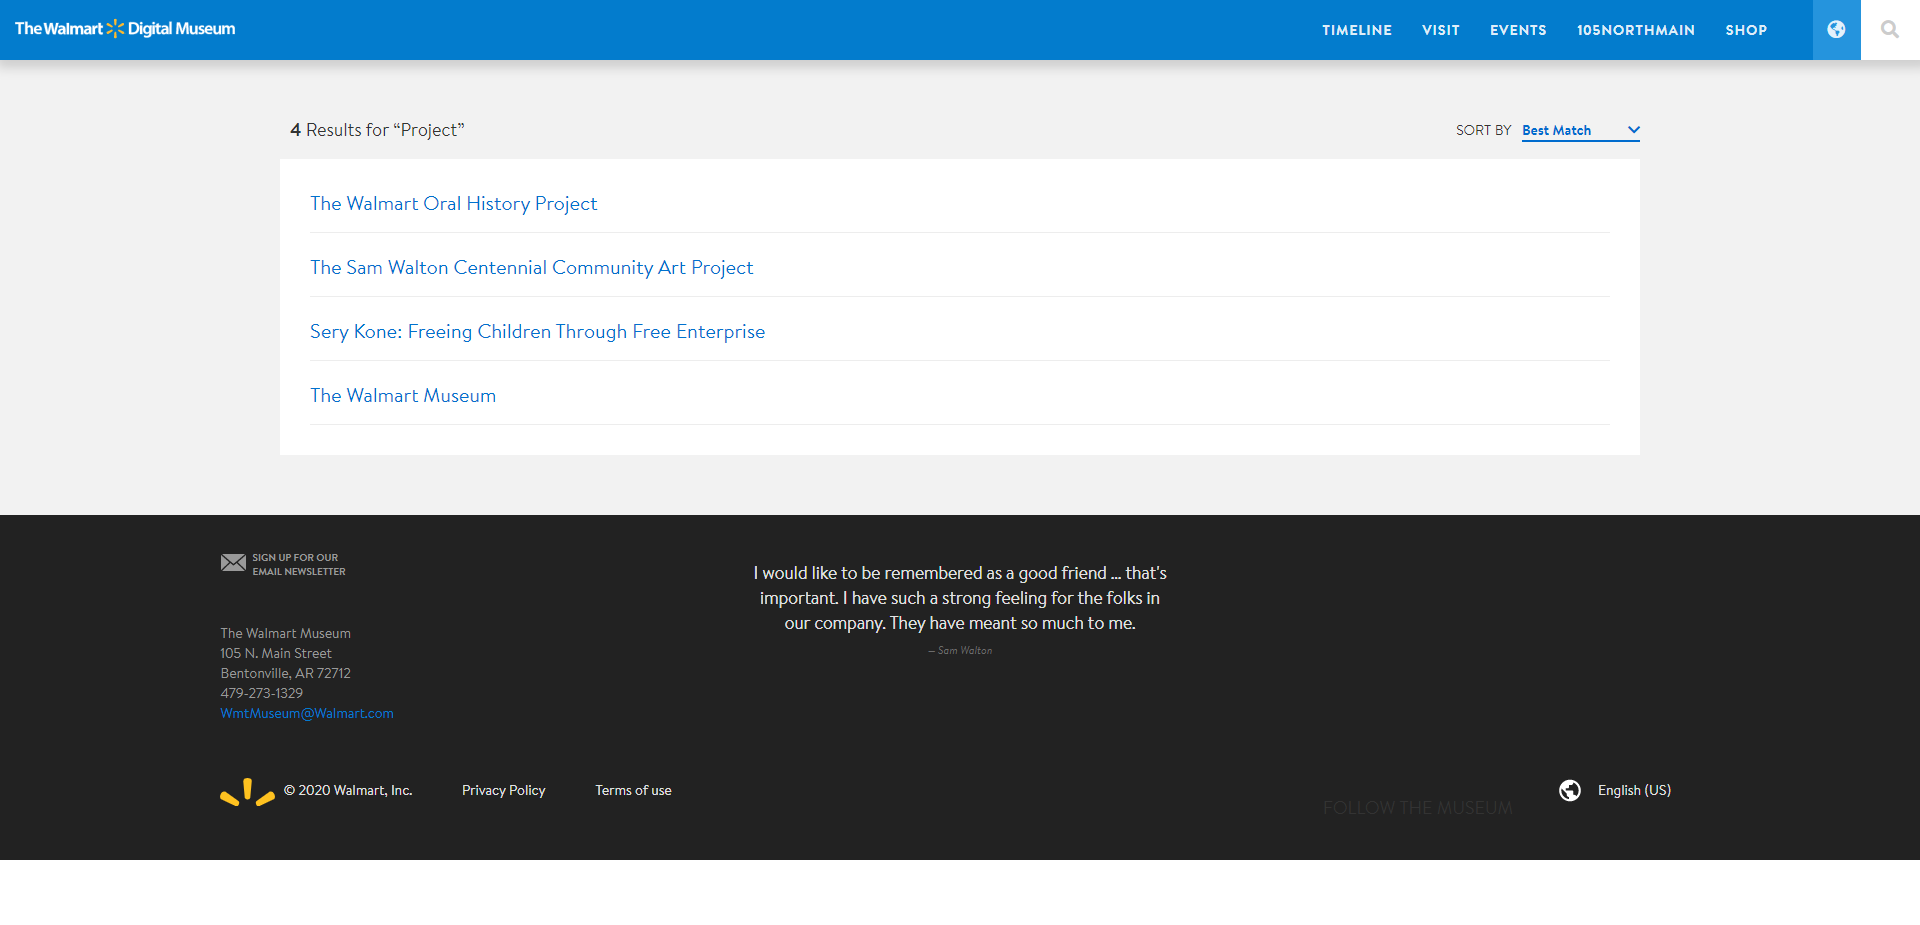 The Walmart Digital Museum
TIMELINE VISIT EVENTS 105NORTHMAIN SHOP
4 Results for “Project”
SORT BY Best Match
The Walmart Oral History Project
The Sam Walton Centennial Community Art Project
Sery Kone: Freeing Children Through Free Enterprise
The Walmart Museum
SIGN UP FOR OUR
EMAIL NEWSLETTER
I would like to be remembered as a good friend ... that's
important. I have such a strong feeling for the folks in
our company. They have meant so much to me.
– Sam Walton
The Walmart Museum
105 N. Main Street
Bentonville, AR 72712
479-273-1329
WmtMuseum@Walmart.com
© 2020 Walmart, Inc. Privacy Policy Terms of use
FOLLOW THE MUSEUM
English (US)